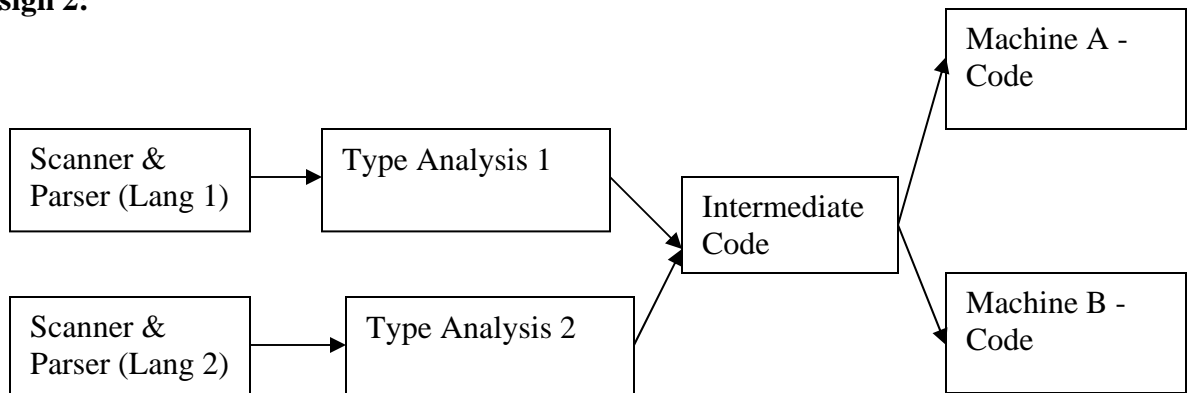 sign 2:
Machine A -
Code
Scanner &
Parser (Lang 1)
Type Analysis 1
Intermediate
Code
Scanner &
Parser (Lang 2)
Type Analysis 2
Machine B -
Code